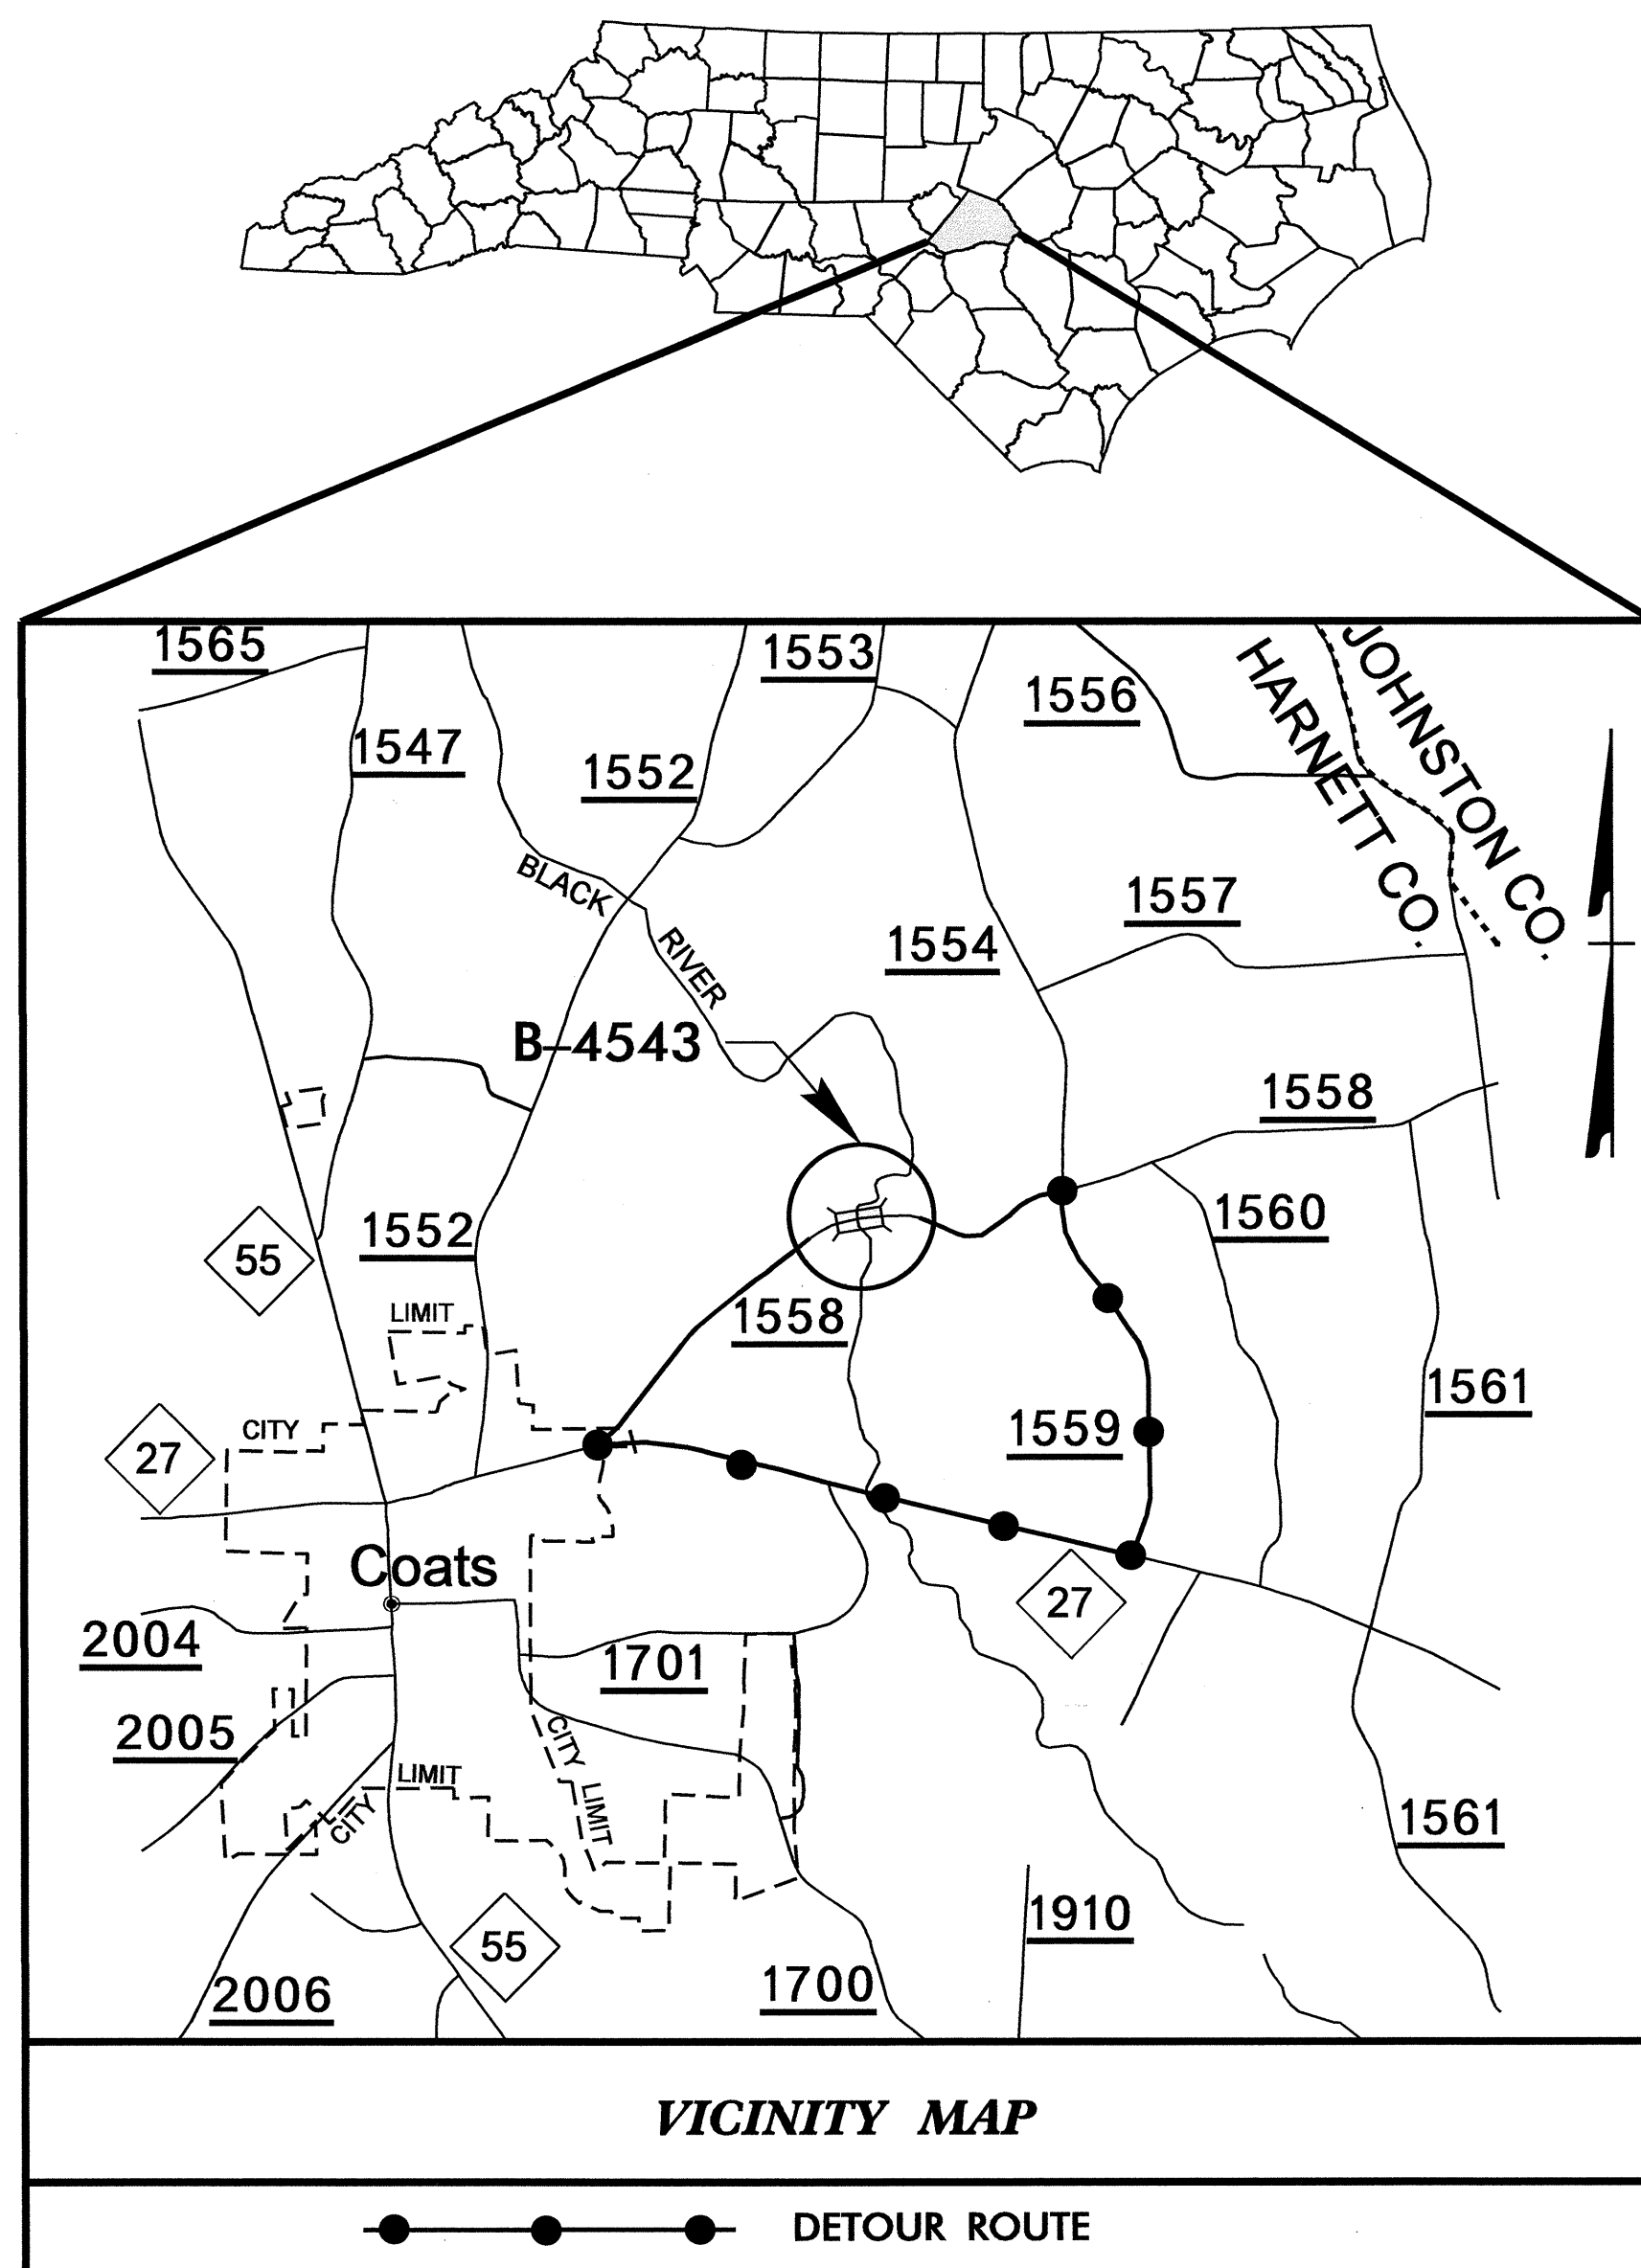 1565
1553
1556
JOHNSTON CO.
HARNETT CO.
1547
1552
BLACK
RIVER
1557
1554
B-4543
1558
1552
1560
55
LIMIT
1558
1561
CITY
27
1559
Coats
27
2004
1701
2005
CITY
LIMIT
LIMIT
CITY
1561
1910
55
2006
1700
VICINITY MAP
DETOUR ROUTE